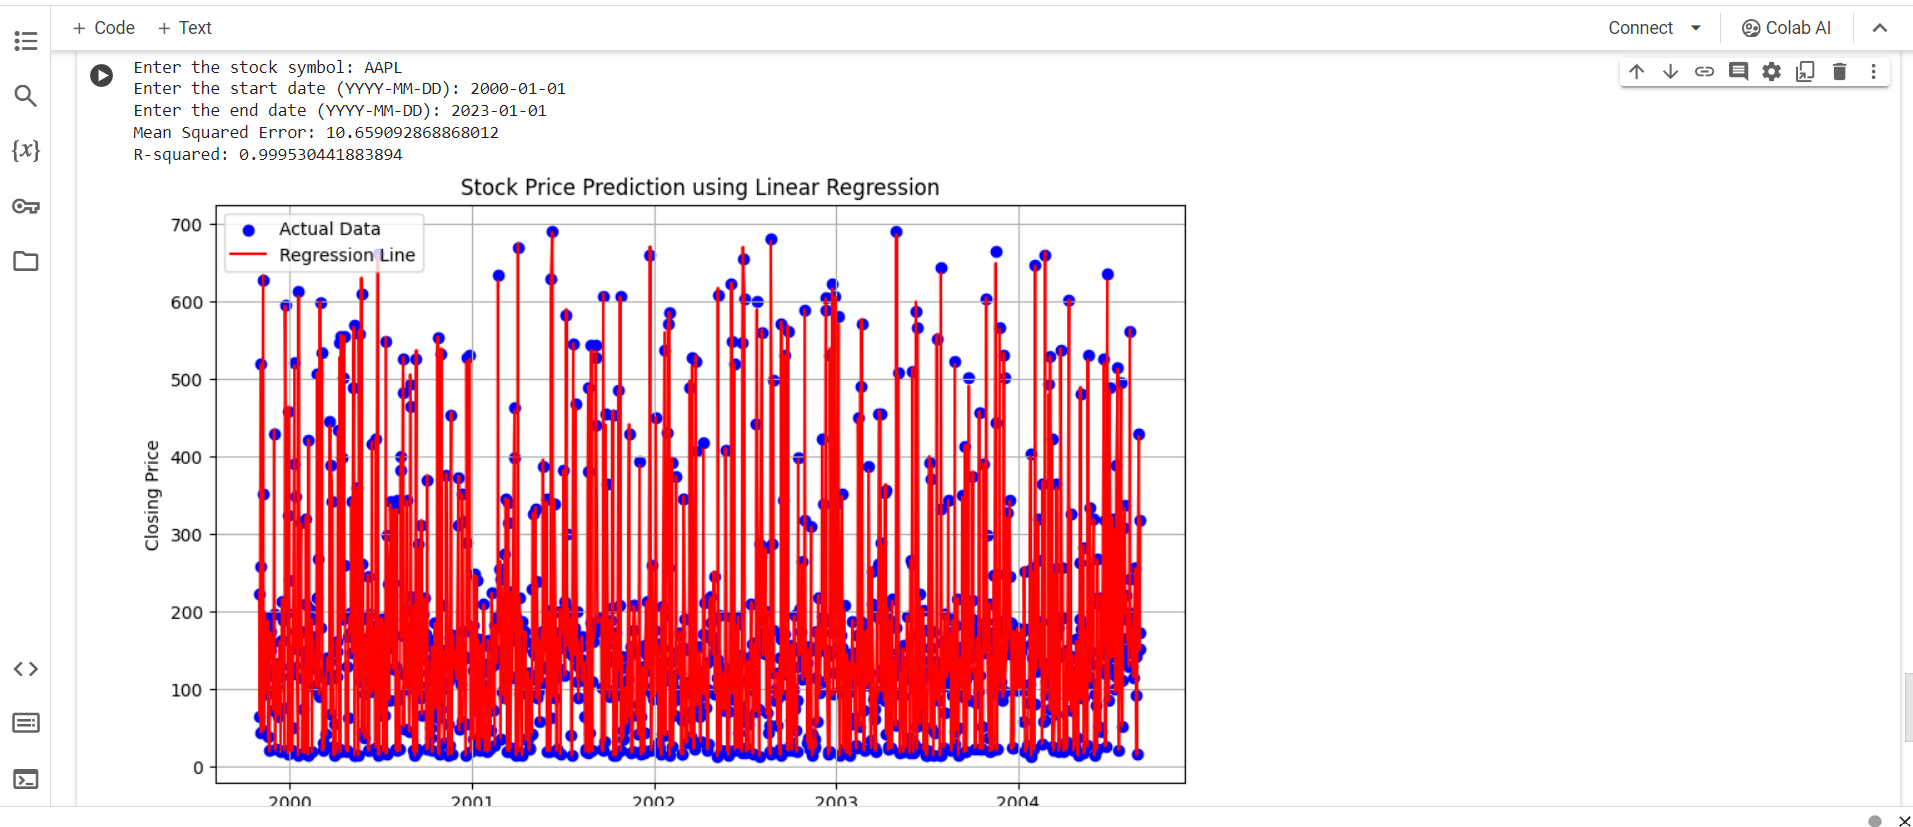 + Code + Text Connect Colab AI
Enter the stock symbol: AAPL
Enter the start date (YYYY-MM-DD): 2000-01-01
Enter the end date (YYYY-MM-DD): 2023-01-01
Mean Squared Error: 10.659092868868012
R-squared: 0.999530441883894
{x}
Stock Price Prediction using Linear Regression
Actual Data
Regression Line
700
600
500
400
300
200
100
0
Closing Price
2000 2001 2002 2003 2004